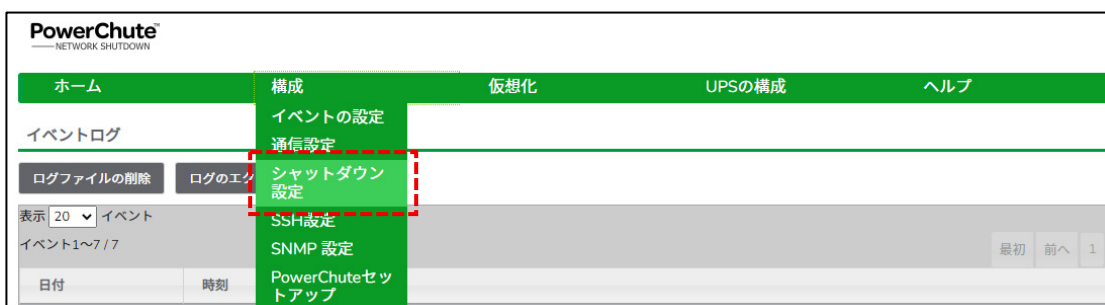 PowerChute™
NETWORK SHUTDOWN
ホーム 構成 仮想化 UPSの構成 ヘルプ
イベントの設定
イベントログ
通信設定
ログファイルの削除 ログのエク シャットダウン
設定
表示 20 イベント
SSH設定
イベント1～7 / 7
SNMP 設定
最初 前へ 1
日付 時刻
PowerChuteセッ
トアップ